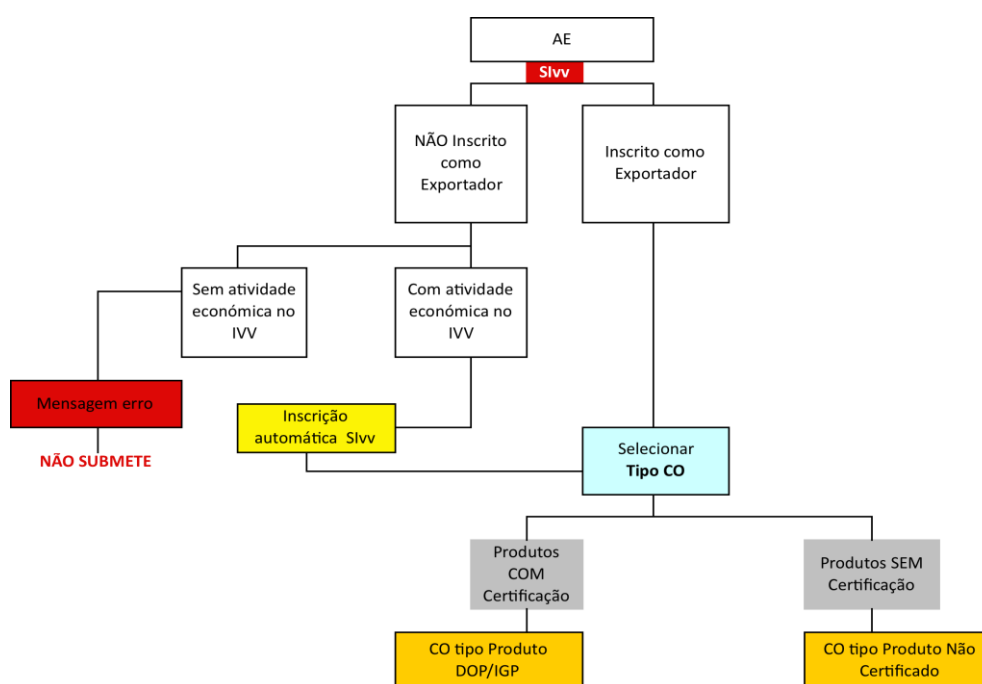 AE
SIvv
NÃO Inscrito
como
Exportador
Inscrito como
Exportador
Sem atividade
económica no
IVV
Com atividade
económica no
IVV
Mensagem erro
NÃO SUBMETE
Inscrição
automática SIvv
Selecionar
Tipo CO
Produtos
COM
Certificação
Produtos SEM
Certificação
CO tipo Produto
DOP/IGP
CO tipo Produto Não
Certificado